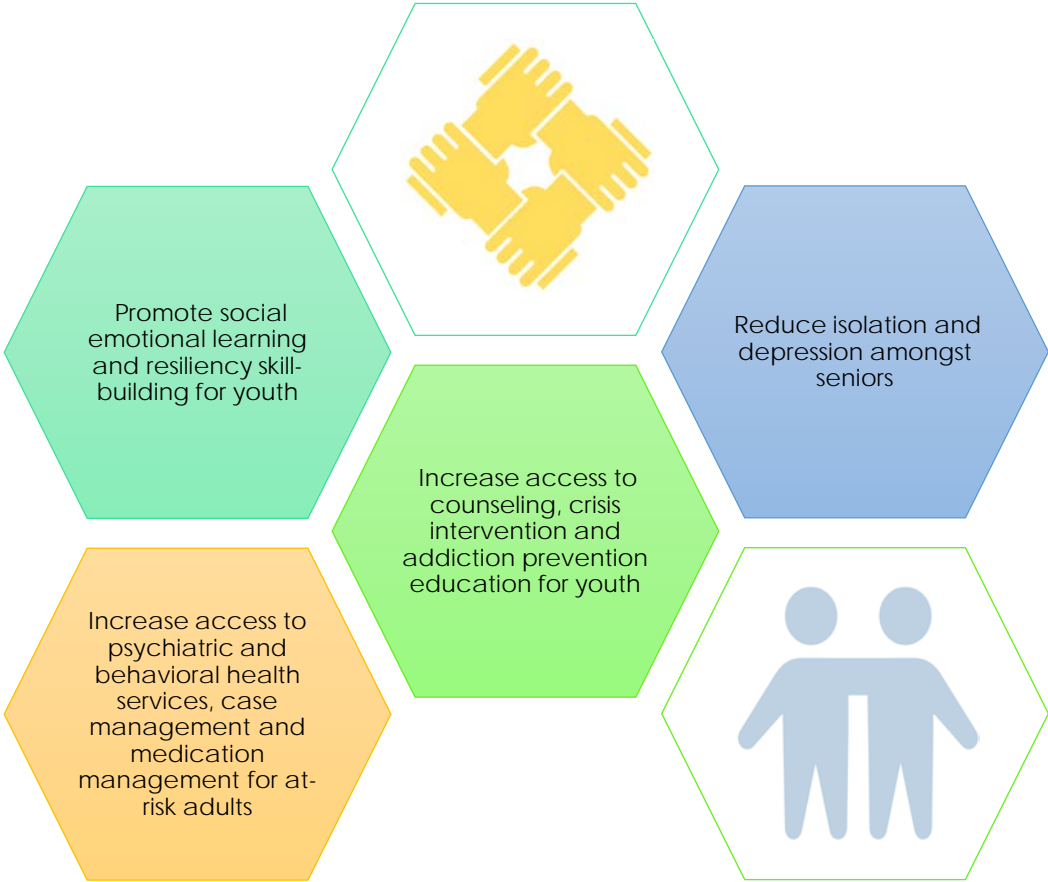 Promote social
emotional learning
and resiliency skill-
building for youth
Reduce isolation and
depression amongst
seniors
Increase access to
counseling, crisis
intervention and
addiction prevention
education for youth
Increase access to
psychiatric and
behavioral health
services, case
management and
medication
management for at-
risk adults